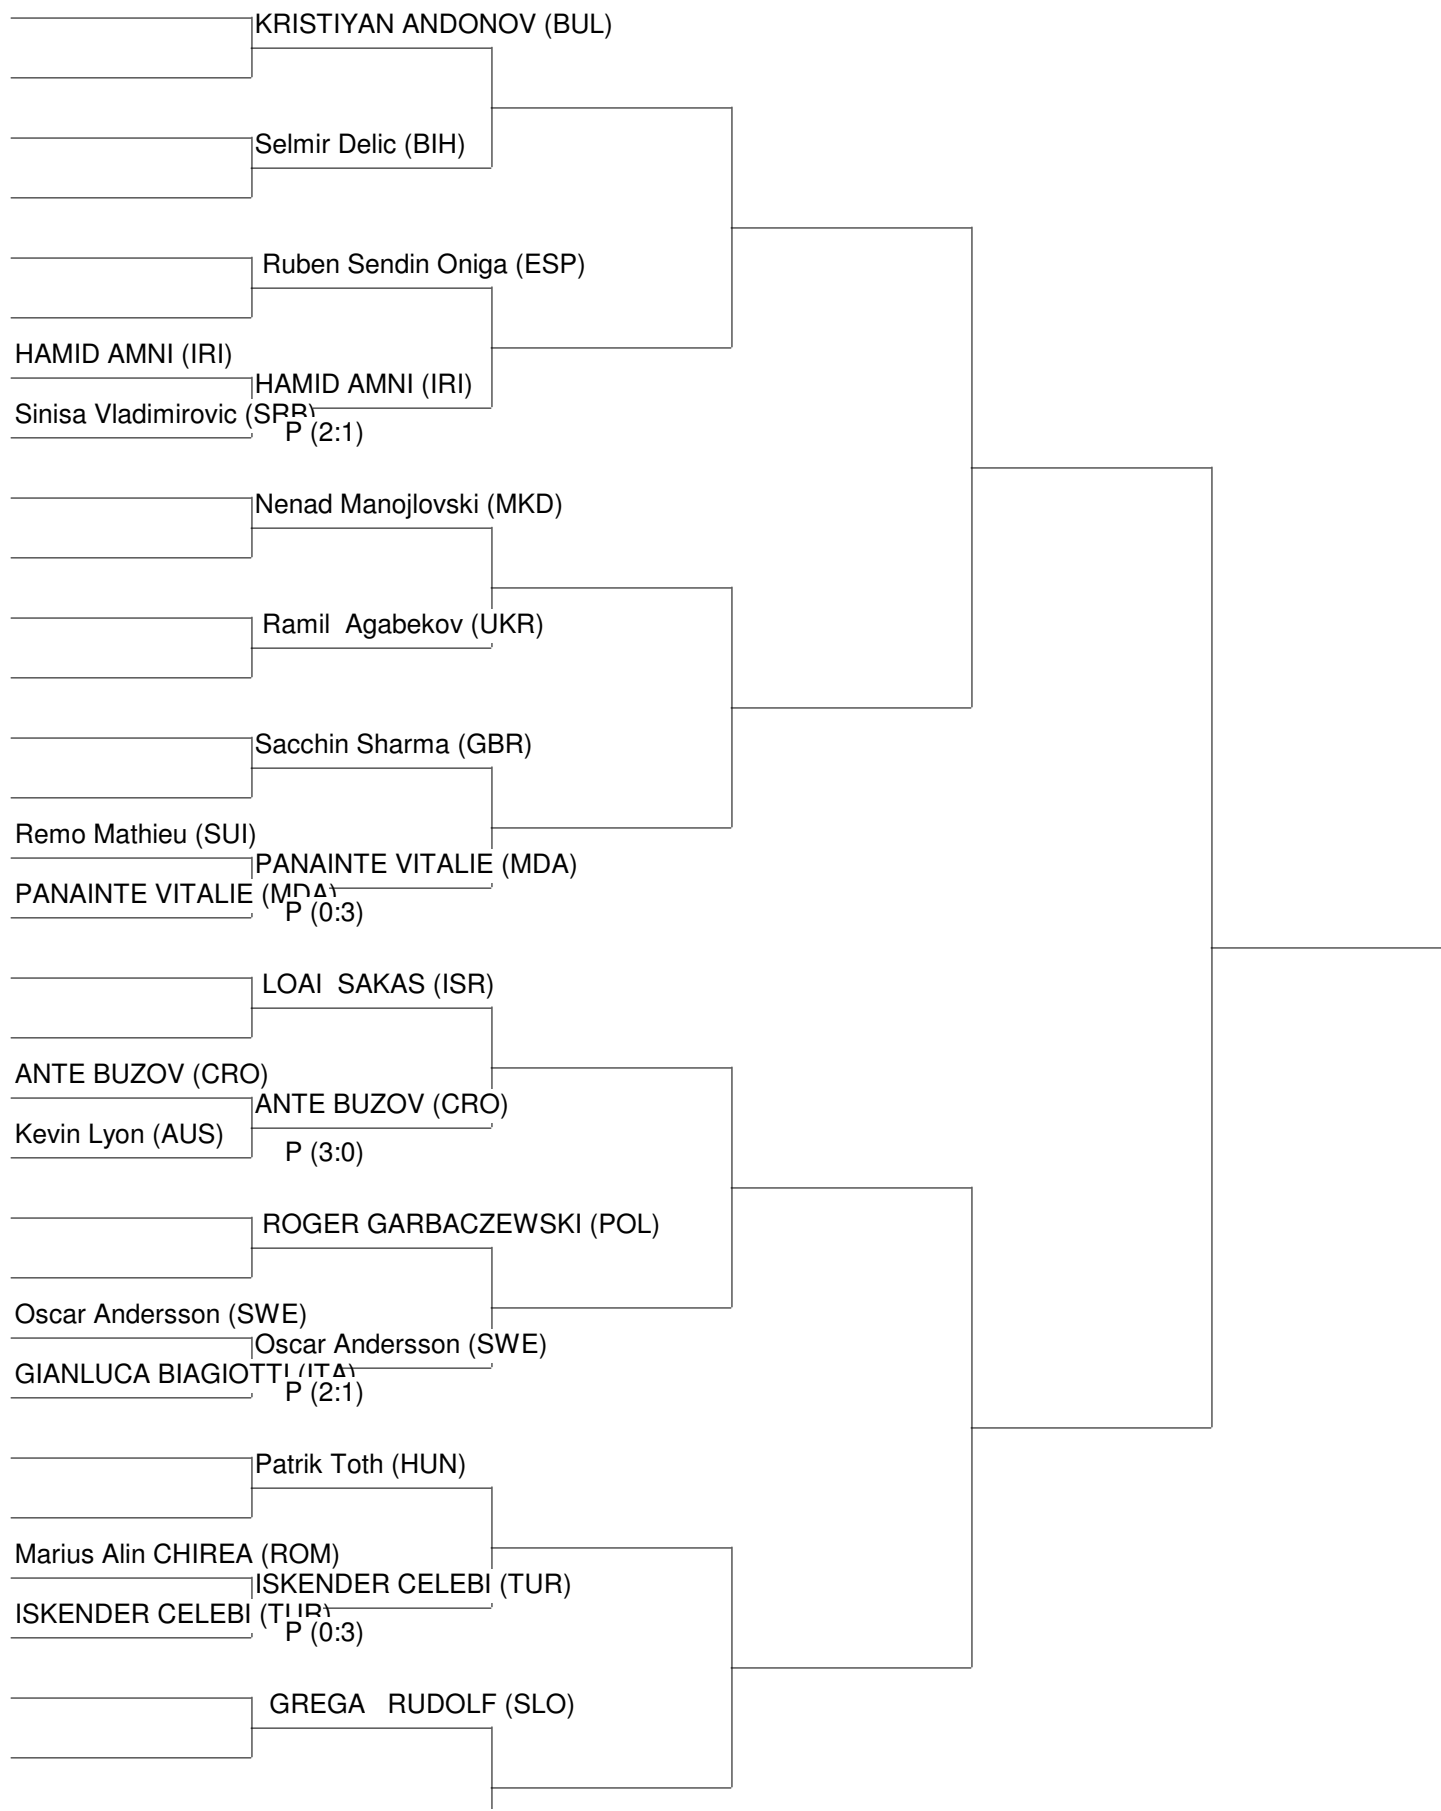 KRISTIYAN ANDONOV (BUL)
Selmir Delic (BIH)
Ruben Sendin Oniga (ESP)
HAMID AMNI (IRI)
HAMID AMNI (IRI)
Sinisa Vladimirovic (SRB)
P (2:1)
Nenad Manojlovski (MKD)
Ramil  Agabekov (UKR)
Sacchin Sharma (GBR)
Remo Mathieu (SUI)
PANAINTE VITALIE (MDA)
PANAINTE VITALIE (MDA)
P (0:3)
LOAI  SAKAS (ISR)
ANTE BUZOV (CRO)
ANTE BUZOV (CRO)
Kevin Lyon (AUS)
P (3:0)
ROGER GARBACZEWSKI (POL)
Oscar Andersson (SWE)
Oscar Andersson (SWE)
GIANLUCA BIAGIOTTI (ITA)
P (2:1)
Patrik Toth (HUN)
Marius Alin CHIREA (ROM)
ISKENDER CELEBI (TUR)
ISKENDER CELEBI (TUR)
P (0:3)
GREGA   RUDOLF (SLO)